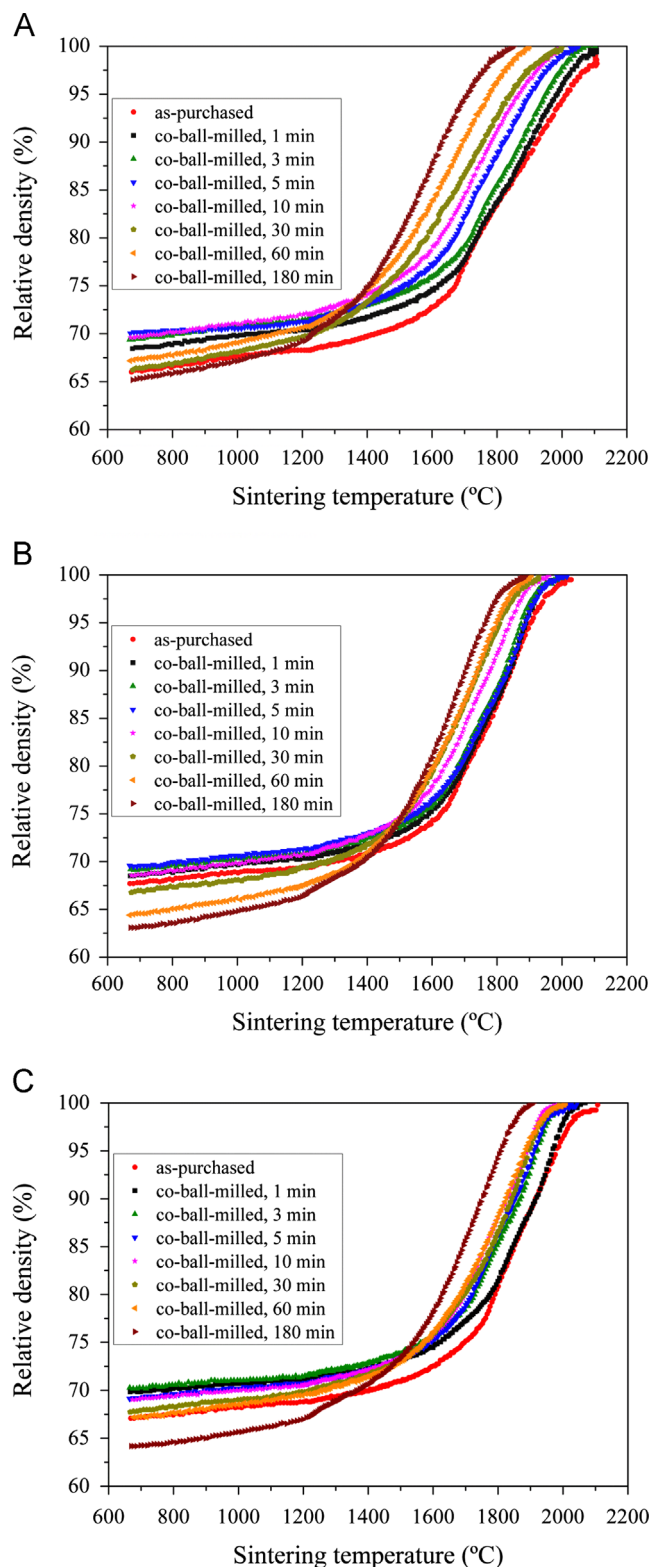 A
100
95
90
85
80
75
70
65
60
Relative density (%)
as-purchased
co-ball-milled, 1 min
co-ball-milled, 3 min
co-ball-milled, 5 min
co-ball-milled, 10 min
co-ball-milled, 30 min
co-ball-milled, 60 min
co-ball-milled, 180 min
600 800 1000 1200 1400 1600 1800 2000 2200
Sintering temperature (ºC)
B
100
95
90
85
80
75
70
65
60
Relative density (%)
as-purchased
co-ball-milled, 1 min
co-ball-milled, 3 min
co-ball-milled, 5 min
co-ball-milled, 10 min
co-ball-milled, 30 min
co-ball-milled, 60 min
co-ball-milled, 180 min
600 800 1000 1200 1400 1600 1800 2000 2200
Sintering temperature (ºC)
C
100
95
90
85
80
75
70
65
60
Relative density (%)
as-purchased
co-ball-milled, 1 min
co-ball-milled, 3 min
co-ball-milled, 5 min
co-ball-milled, 10 min
co-ball-milled, 30 min
co-ball-milled, 60 min
co-ball-milled, 180 min
600 800 1000 1200 1400 1600 1800 2000 2200
Sintering temperature (ºC)